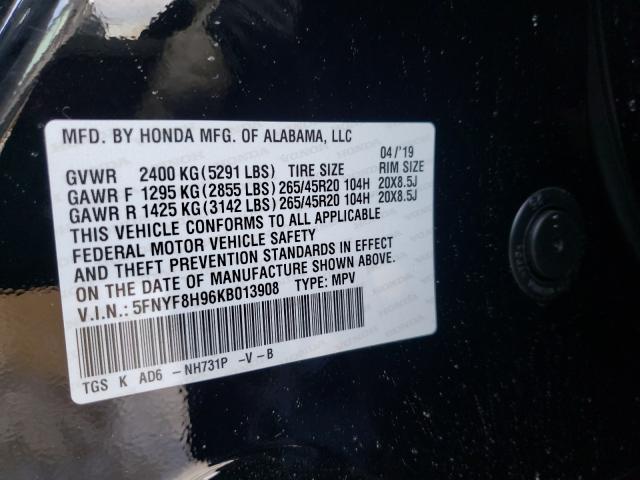 MFD. BY HONDA MFG. OF ALABAMA, LLC
04/'19
GVWR 2400 KG (5291 LBS) TIRE SIZE RIM SIZE
GAWR F 1295 KG (2855 LBS) 265/45R20 104H 20X8.5J
GAWR R 1425 KG (3142 LBS) 265/45R20 104H 20X8.5J
THIS VEHICLE CONFORMS TO ALL APPLICABLE
FEDERAL MOTOR VEHICLE SAFETY
AND THEFT PREVENTION STANDARDS IN EFFECT
ON THE DATE OF MANUFACTURE SHOWN ABOVE.
V.I.N.: 5FNYF8H96KB013908 TYPE: MPV
TGS K AD6 -NH731P -V -B